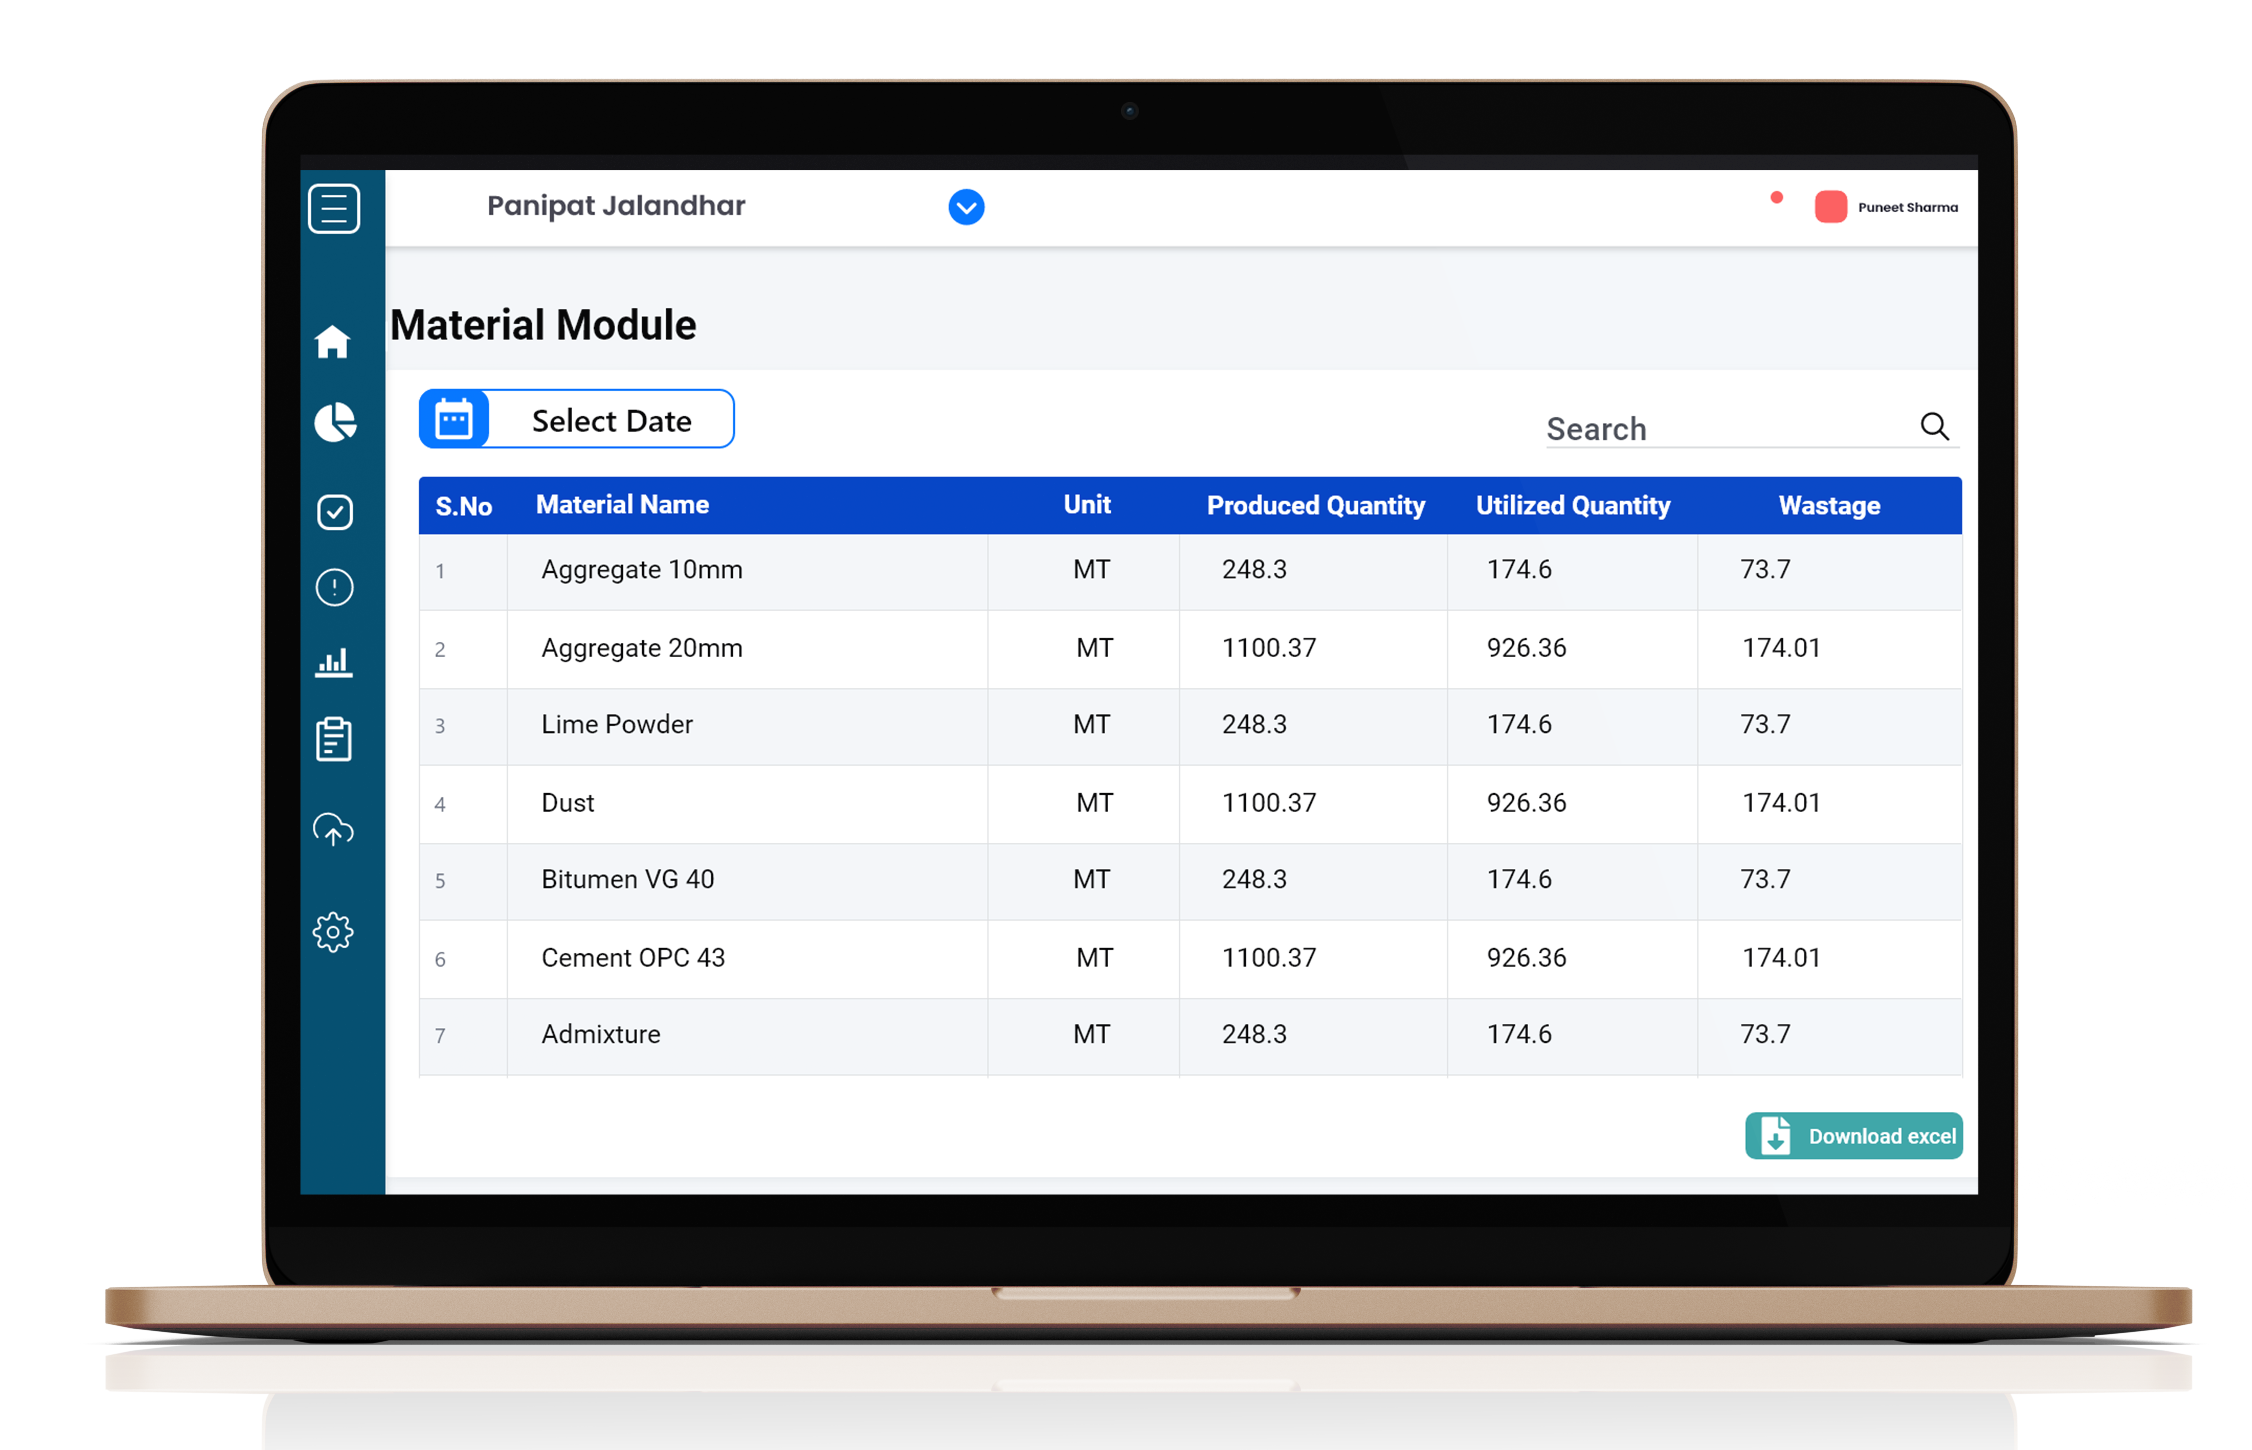 Panipat Jalandhar
Puneet Sharma
Material Module
Select Date
Search
S.No Material Name Unit Produced Quantity Utilized Quantity Wastage
1 Aggregate 10mm MT 248.3 174.6 73.7
2 Aggregate 20mm MT 1100.37 926.36 174.01
3 Lime Powder MT 248.3 174.6 73.7
4 Dust MT 1100.37 926.36 174.01
5 Bitumen VG 40 MT 248.3 174.6 73.7
6 Cement OPC 43 MT 1100.37 926.36 174.01
7 Admixture MT 248.3 174.6 73.7
Download excel